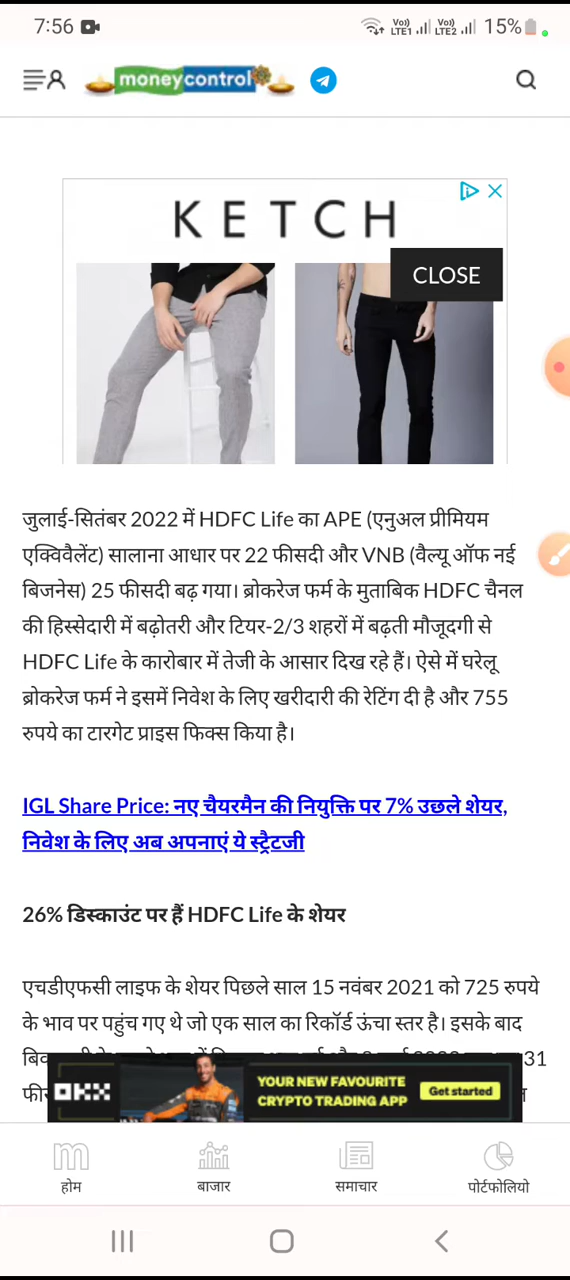 7:56
Vo)) LTE1 Vo)) LTE2 15%
moneycontrol
KETCH
CLOSE
जुलाई-सितंबर 2022 में HDFC Life का APE (एनुअल प्रीमियम
एक्विवैलेंट) सालाना आधार पर 22 फीसदी और VNB (वैल्यू ऑफ नई
बिजनेस) 25 फीसदी बढ़ गया। ब्रोकरेज फर्म के मुताबिक HDFC चैनल
की हिस्सेदारी में बढ़ोतरी और टियर-2/3 शहरों में बढ़ती मौजूदगी से
HDFC Life के कारोबार में तेजी के आसार दिख रहे हैं। ऐसे में घरेलू
ब्रोकरेज फर्म ने इसमें निवेश के लिए खरीदारी की रेटिंग दी है और 755
रुपये का टारगेट प्राइस फिक्स किया है।
IGL Share Price: नए चैयरमैन की नियुक्ति पर 7% उछले शेयर,
निवेश के लिए अब अपनाएं ये स्ट्रैटजी
26% डिस्काउंट पर हैं HDFC Life के शेयर
एचडीएफसी लाइफ के शेयर पिछले साल 15 नवंबर 2021 को 725 रुपये
के भाव पर पहुंच गए थे जो एक साल का रिकॉर्ड ऊंचा स्तर है। इसके बाद
31
OKX YOUR NEW FAVOURITE
CRYPTO TRADING APP Get started
होम बाजार समाचार पोर्टफोलियो